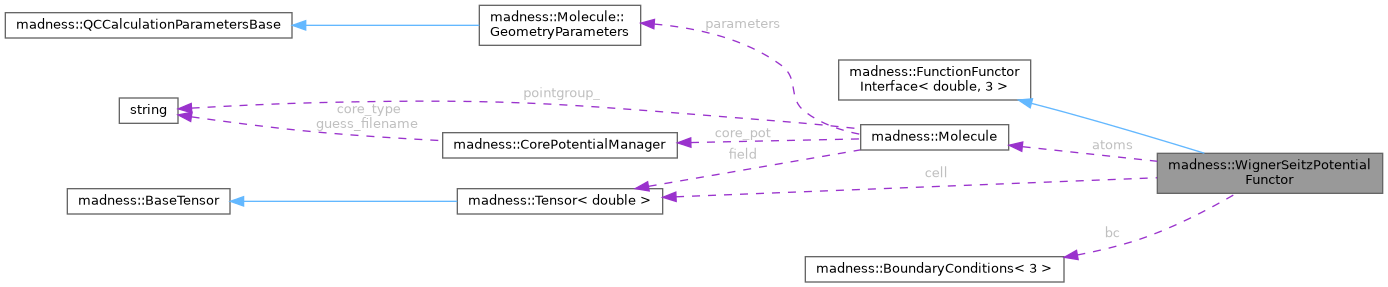 madness::QCCalculationParametersBase
madness::Molecule::
GeometryParameters
parameters
madness::FunctionFunctor
Interface< double, 3 >
string
pointgroup_
core_type
guess_filename
madness::CorePotentialManager
core_pot
madness::Molecule
field
atoms
madness::WignerSeitzPotential
Functor
cell
madness::BaseTensor
madness::Tensor< double >
bc
madness::BoundaryConditions< 3 >